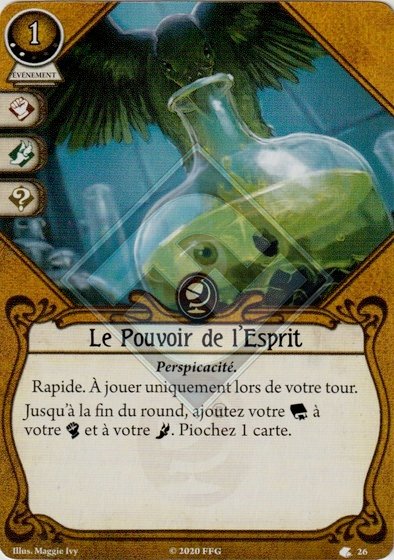 1
ÉVÉNEMENT
Le Pouvoir de l'Esprit
Perspicacité.
Rapide. À jouer uniquement lors de votre tour.
Jusqu'à la fin du round, ajoutez votre à
votre et à votre . Piochez 1 carte.
Illus. Maggie Ivy © 2020 FFG 26